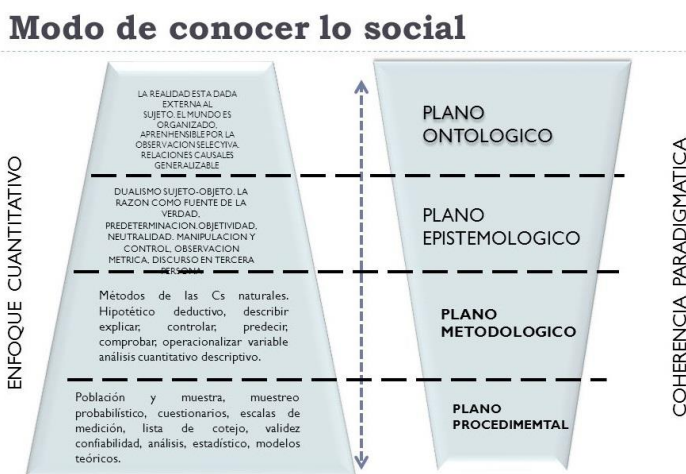 Modo de conocer lo social
ENFOQUE CUANTITATIVO
LA REALIDAD ESTA DADA
EXTERNA AL
SUJETO. EL MUNDO ES
ORGANIZADO,
APRENHENSIBLE POR LA
OBSERVACION SELECYIVA.
RELACIONES CAUSALES
GENERALIZABLE
PLANO
ONTOLOGICO
DUALISMO SUJETO-OBJETO. LA
RAZON COMO FUENTE DE LA
VERDAD,
PREDETERMINACION.OBJETIVIDAD,
NEUTRALIDAD. MANIPULACION Y
CONTROL, OBSERVACION
METRICA, DISCURSO EN TERCERA
PERSONA
PLANO
EPISTEMOLOGICO
Métodos de las Cs naturales.
Hipotético deductivo, describir
explicar, controlar, predecir,
comprobar, operacionalizar variable
análisis cuantitativo descriptivo.
PLANO
METODOLOGICO
Población y muestra, muestreo
probabilístico, cuestionarios, escalas de
medición, lista de cotejo, validez
confiabilidad, análisis, estadístico, modelos
teóricos.
PLANO
PROCEDIMEMTAL
COHERENCIA PARADIGMATICA